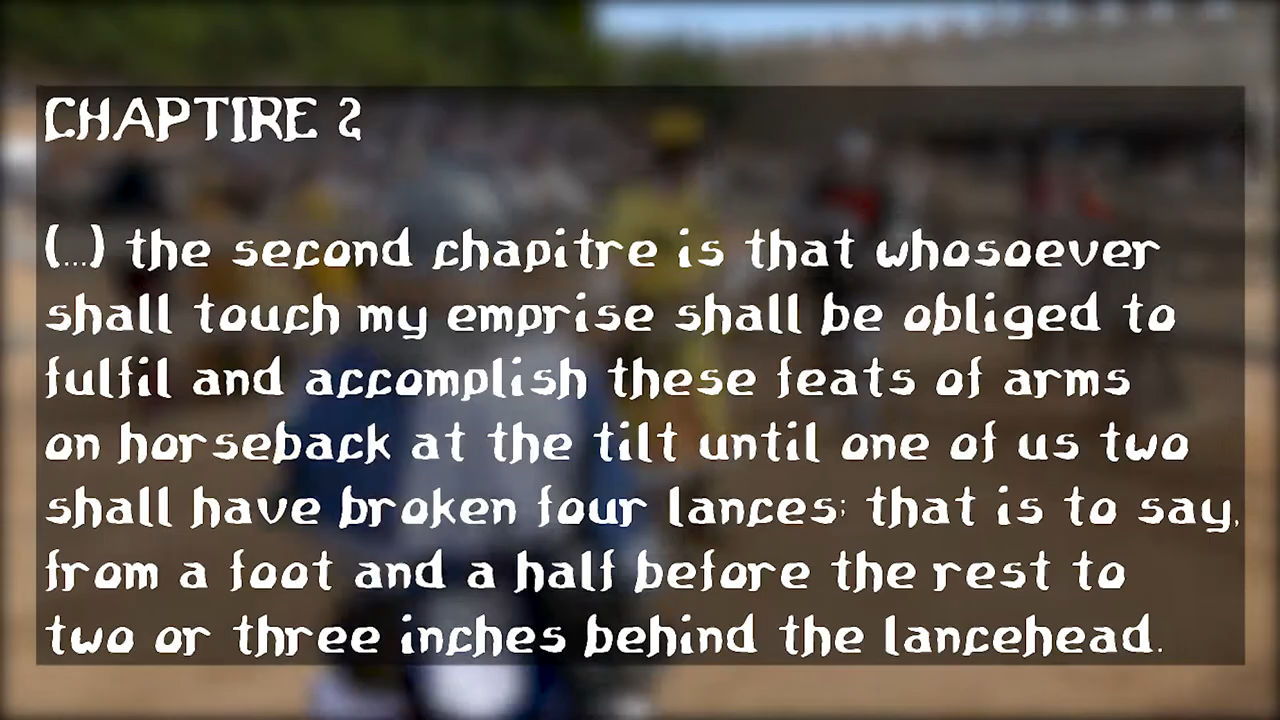 CHAPTIRE 2
(...) the second chapitre is that whosoever
shall touch my emprise shall be obliged to
fulfil and accomplish these feats of arms
on horseback at the tilt until one of us two
shall have broken four lances; that is to say,
from a foot and a half before the rest to
two or three inches behind the lancehead.